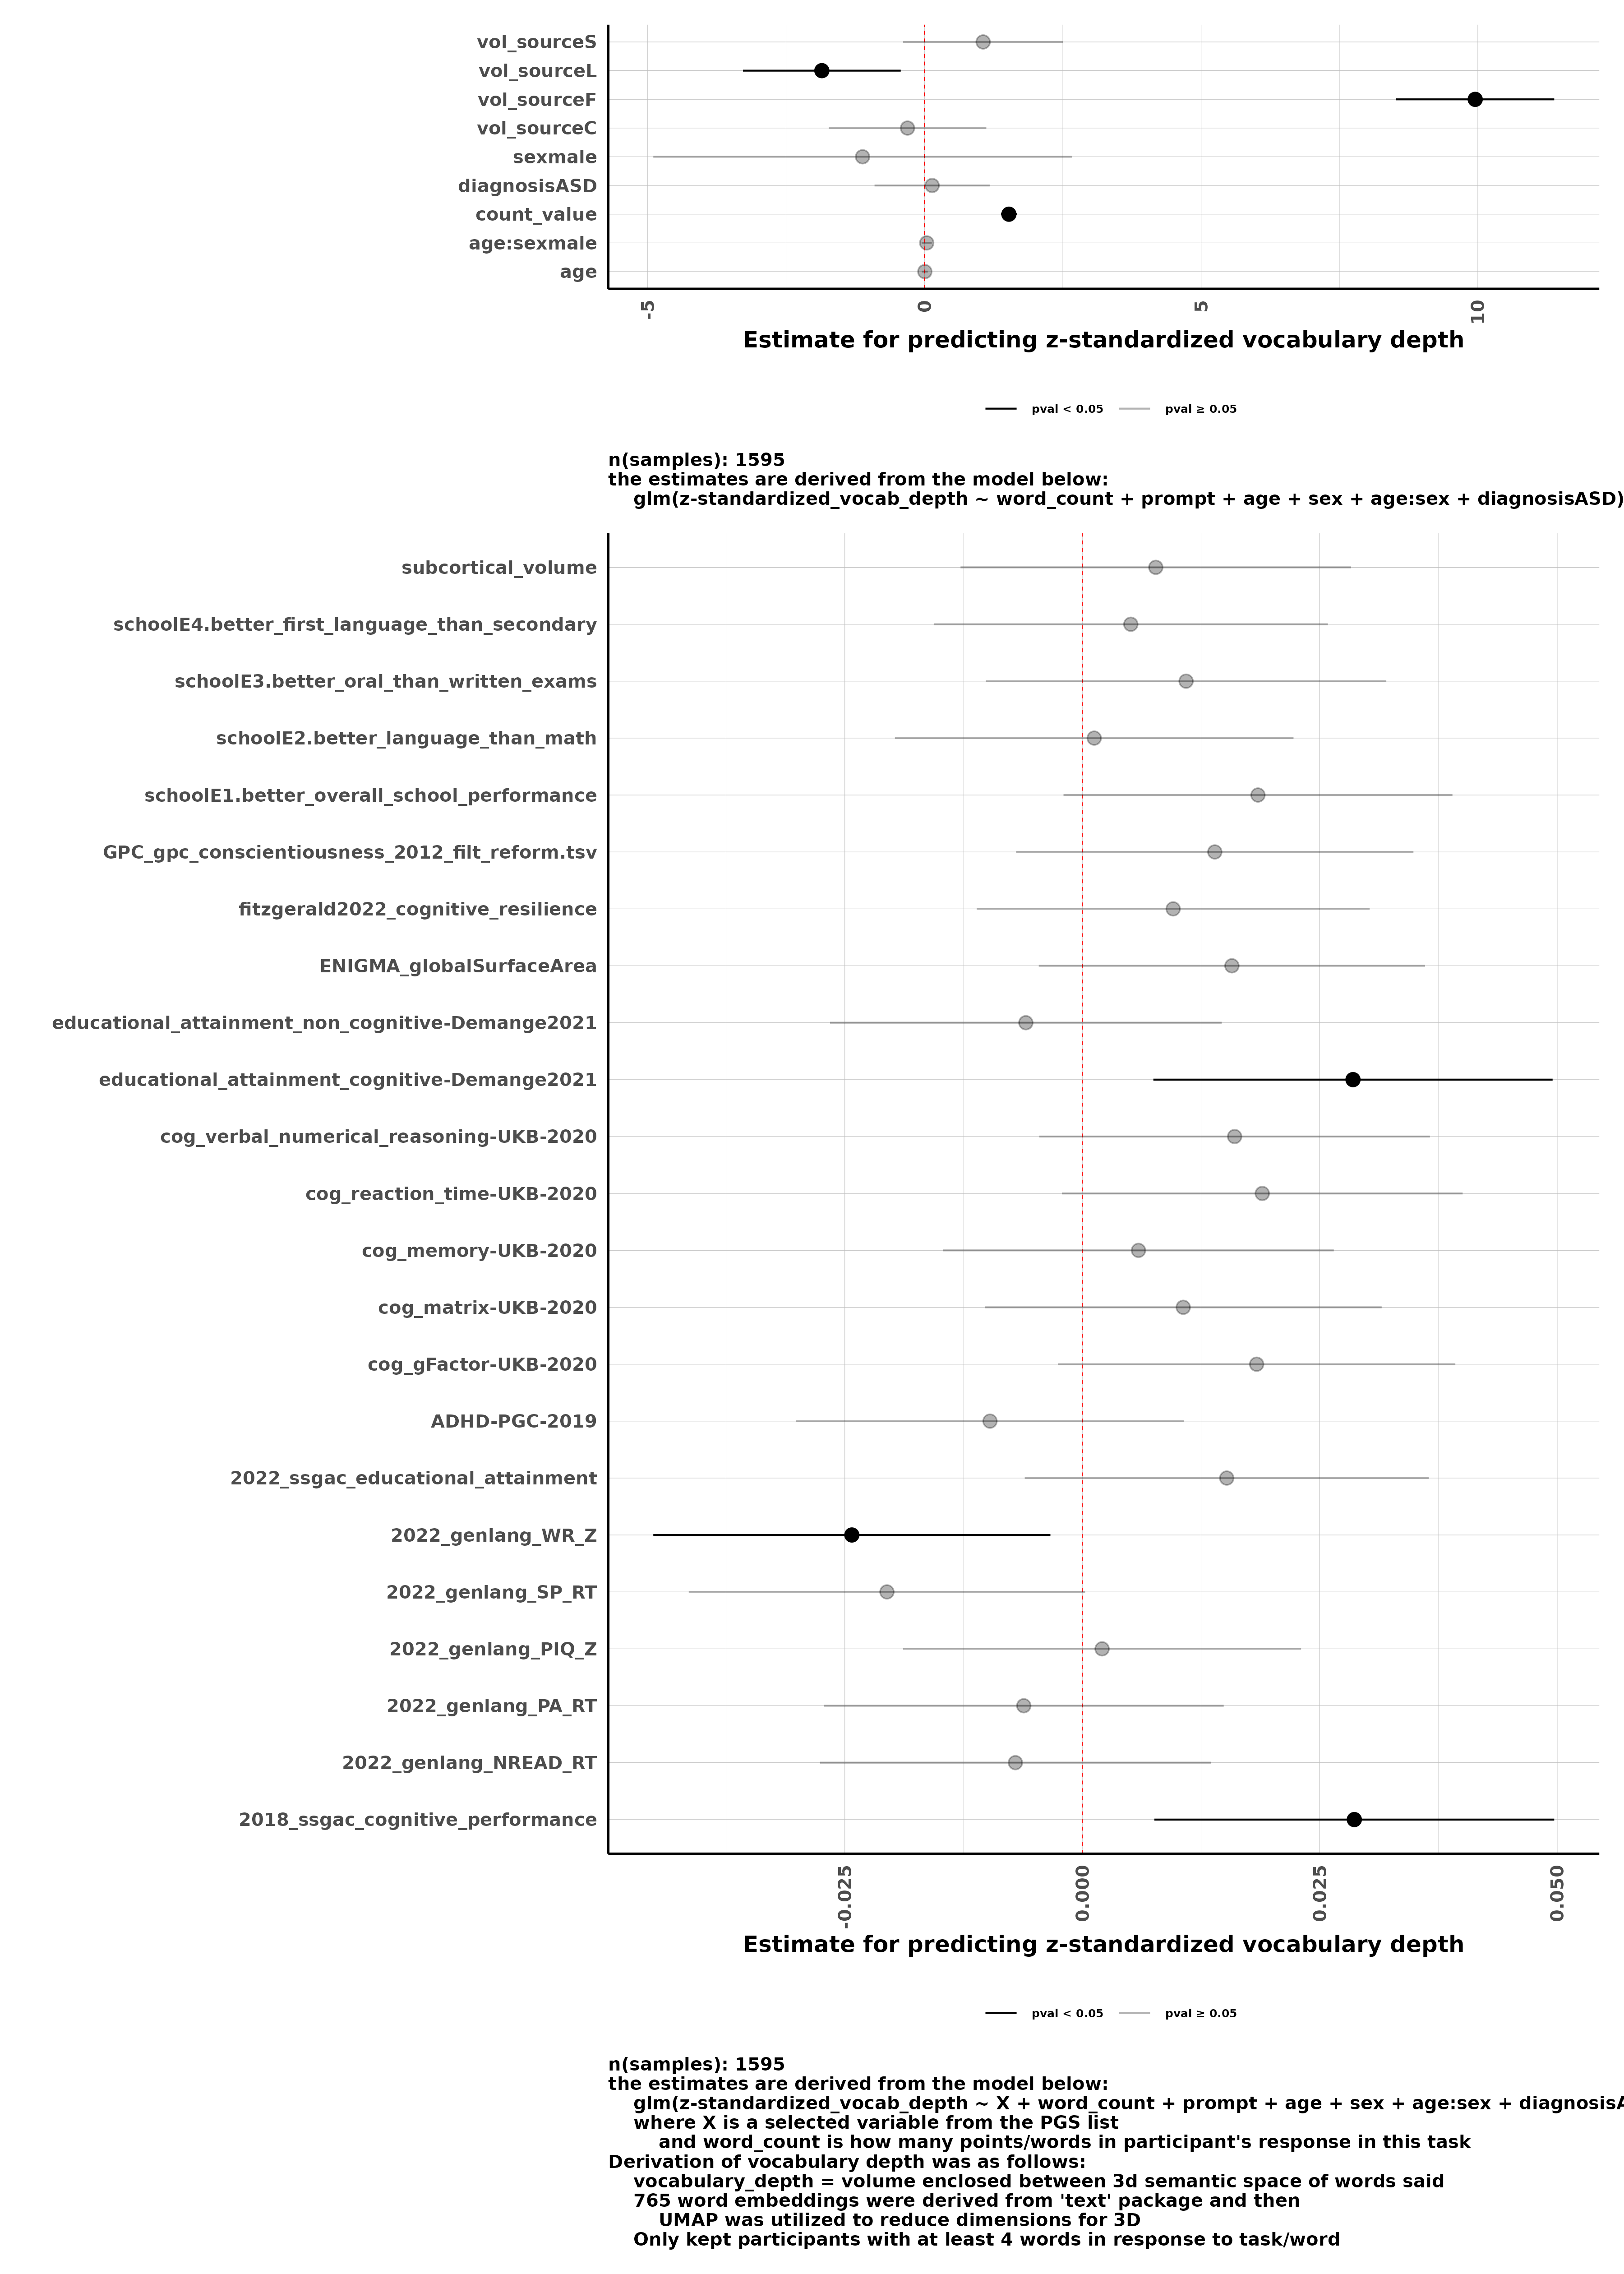 vol_sourceS
vol_sourceL
vol_sourceF
vol_sourceC
sexmale
diagnosisASD
count_value
age:sexmale
age
-5
0
5
10
Estimate for predicting z-standardized vocabulary depth
pval < 0.05 pval ≥ 0.05
n(samples): 1595
the estimates are derived from the model below:
glm(z-standardized_vocab_depth ~ word_count + prompt + age + sex + age:sex + diagnosisASD)
subcortical_volume
schoolE4.better_first_language_than_secondary
schoolE3.better_oral_than_written_exams
schoolE2.better_language_than_math
schoolE1.better_overall_school_performance
GPC_gpc_conscientiousness_2012_filt_reform.tsv
fitzgerald2022_cognitive_resilience
ENIGMA_globalSurfaceArea
educational_attainment_non_cognitive-Demange2021
educational_attainment_cognitive-Demange2021
cog_verbal_numerical_reasoning-UKB-2020
cog_reaction_time-UKB-2020
cog_memory-UKB-2020
cog_matrix-UKB-2020
cog_gFactor-UKB-2020
ADHD-PGC-2019
2022_ssgac_educational_attainment
2022_genlang_WR_Z
2022_genlang_SP_RT
2022_genlang_PIQ_Z
2022_genlang_PA_RT
2022_genlang_NREAD_RT
2018_ssgac_cognitive_performance
-0.025
0.000
0.025
0.050
Estimate for predicting z-standardized vocabulary depth
pval < 0.05 pval ≥ 0.05
n(samples): 1595
the estimates are derived from the model below:
glm(z-standardized_vocab_depth ~ X + word_count + prompt + age + sex + age:sex + diagnosisA
where X is a selected variable from the PGS list
and word_count is how many points/words in participant's response in this task
Derivation of vocabulary depth was as follows:
vocabulary_depth = volume enclosed between 3d semantic space of words said
765 word embeddings were derived from 'text' package and then
UMAP was utilized to reduce dimensions for 3D
Only kept participants with at least 4 words in response to task/word